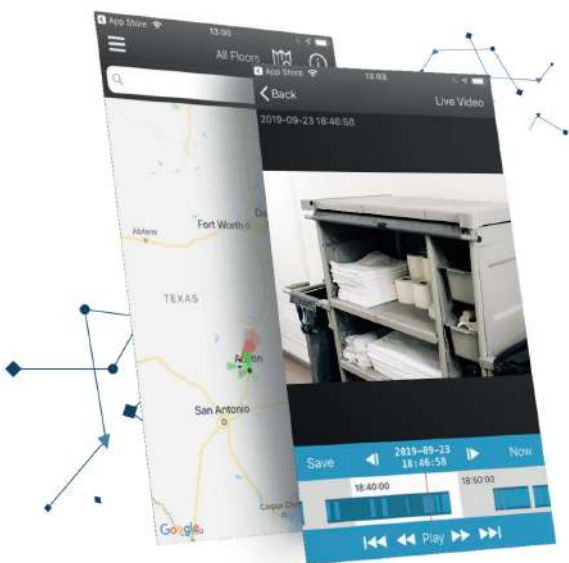 App Store
13:00
All Floors
Abilene
Fort Worth
TEXAS
Austin
San Antonio
Google
App Store
13:03
Back
Live Video
2019-09-23 18:46:58
Save
2019-09-23
18:46:58
Now
18:40:00
18:50:00
Play